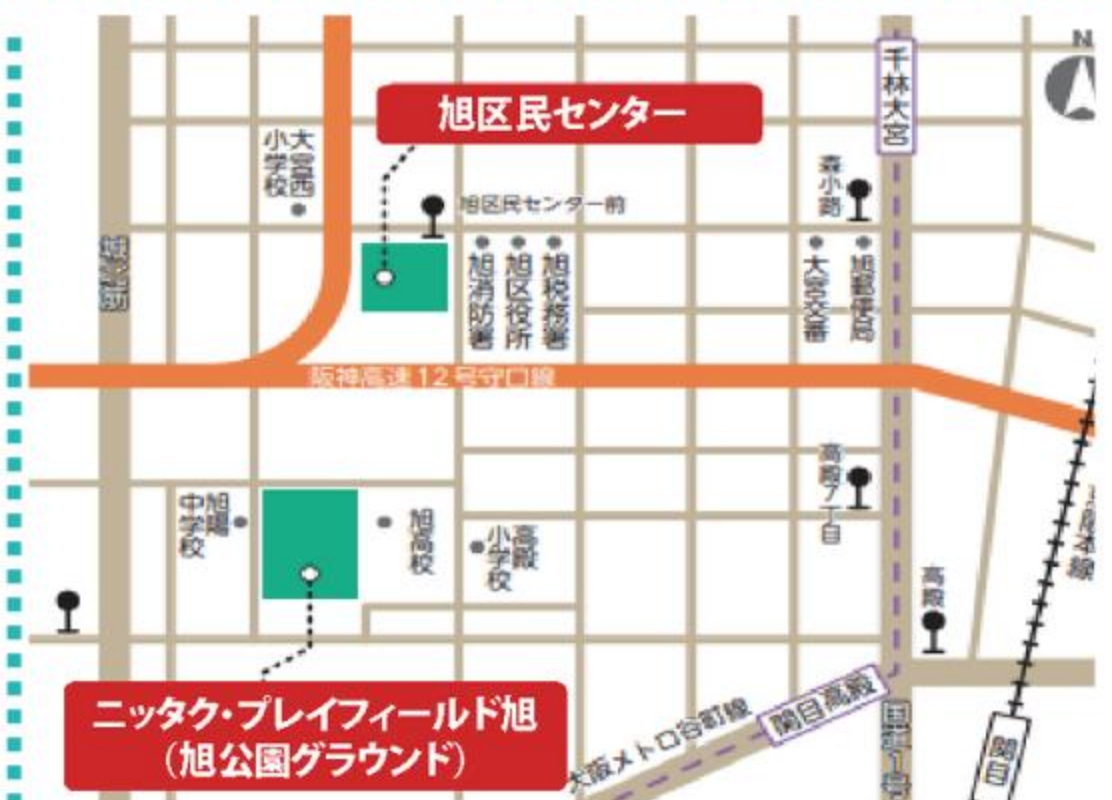 N
千林大宮
旭区民センター
大宮西
小学校
森小路
旭区民センター前
城北筋
旭消防署
旭区役所
旭税務署
大宮交番
旭郵便局
阪神高速12号守口線
高殿7丁目
旭陽
中学校
旭高校
高殿
小学校
高殿
ニッタク・プレイフィールド旭
(旭公園グラウンド)
大阪メトロ谷町線
関目高殿
国道1号
関目